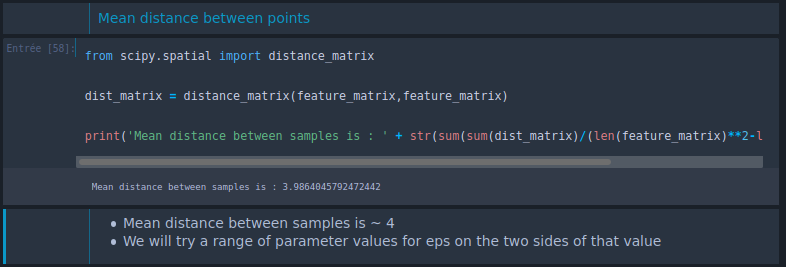 Mean distance between points
Entrée [58]:
from scipy.spatial import distance_matrix
dist_matrix = distance_matrix(feature_matrix,feature_matrix)
print('Mean distance between samples is : ' + str(sum(sum(dist_matrix)/(len(feature_matrix)**2-l
Mean distance between samples is : 3.9864045792472442
• Mean distance between samples is ~ 4
• We will try a range of parameter values for eps on the two sides of that value